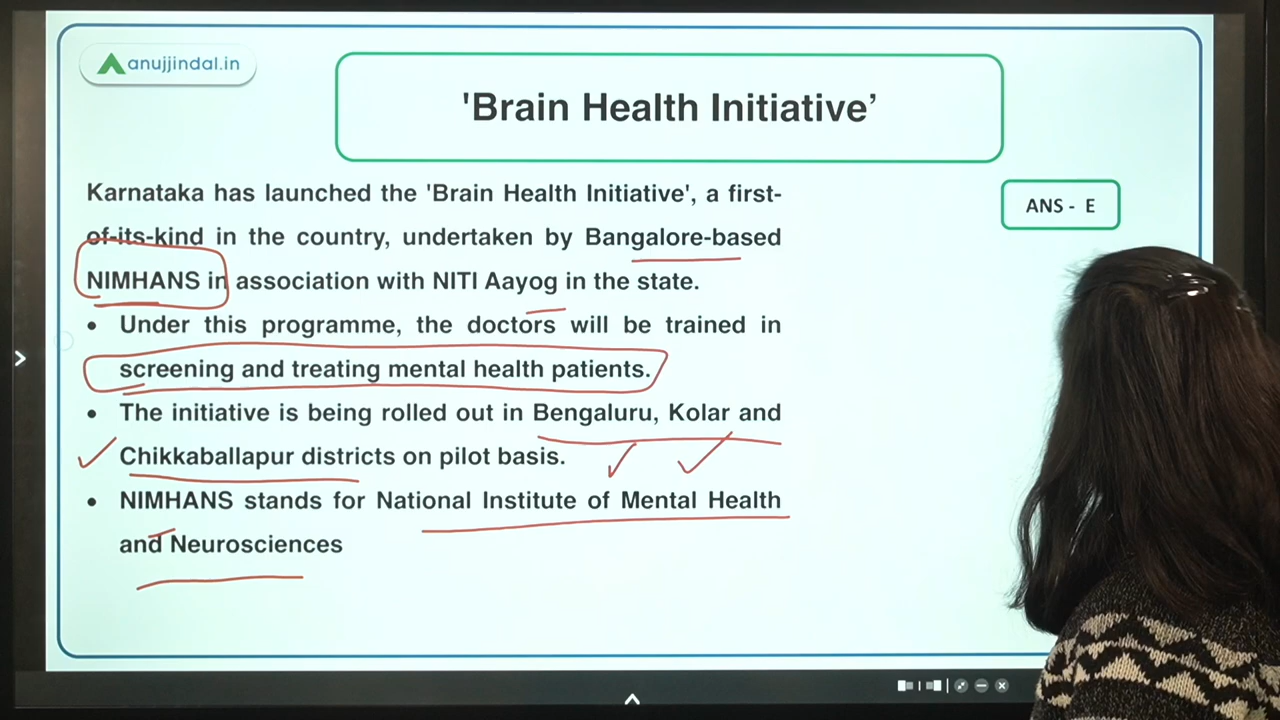 anujjindal.in
'Brain Health Initiative’
Karnataka has launched the 'Brain Health Initiative', a first-
of-its-kind in the country, undertaken by Bangalore-based
NIMHANS in association with NITI Aayog in the state.
• Under this programme, the doctors will be trained in
screening and treating mental health patients.
• The initiative is being rolled out in Bengaluru, Kolar and
Chikkaballapur districts on pilot basis.
• NIMHANS stands for National Institute of Mental Health
and Neurosciences
ANS - E